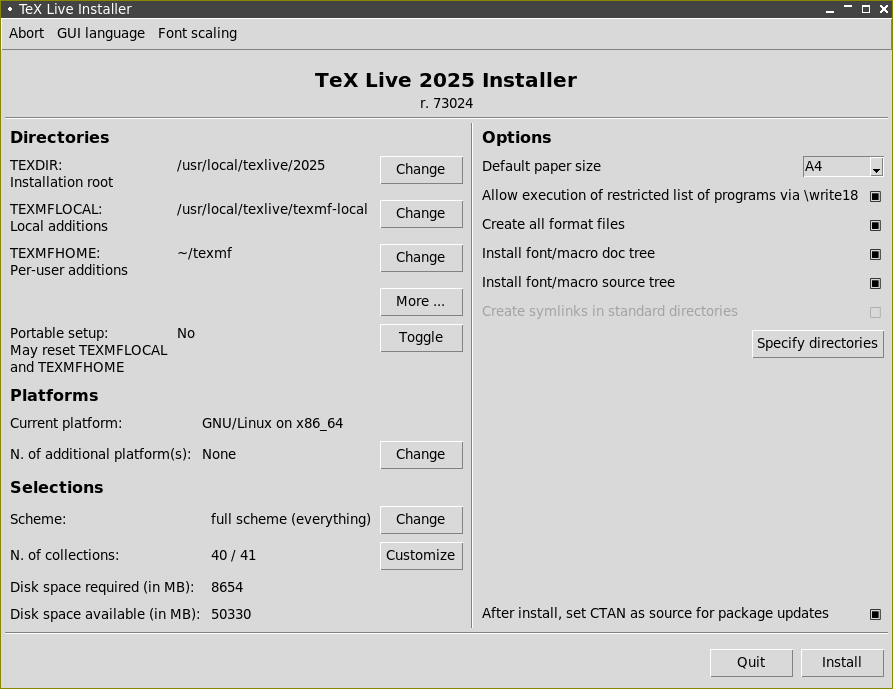 TeX Live Installer
Abort GUI language Font scaling
TeX Live 2025 Installer
r. 73024
Directories
TEXDIR: /usr/local/texlive/2025 Change
Installation root
TEXMFLOCAL: /usr/local/texlive/texmf-local Change
Local additions
TEXMFHOME: ~/texmf Change
Per-user additions
More ...
Portable setup: No Toggle
May reset TEXMFLOCAL
and TEXMFHOME
Platforms
Current platform: GNU/Linux on x86_64
N. of additional platform(s): None Change
Selections
Scheme: full scheme (everything) Change
N. of collections: 40 / 41 Customize
Disk space required (in MB): 8654
Disk space available (in MB): 50330
Options
Default paper size A4
Allow execution of restricted list of programs via \write18
Create all format files
Install font/macro doc tree
Install font/macro source tree
Create symlinks in standard directories
Specify directories
After install, set CTAN as source for package updates
Quit Install